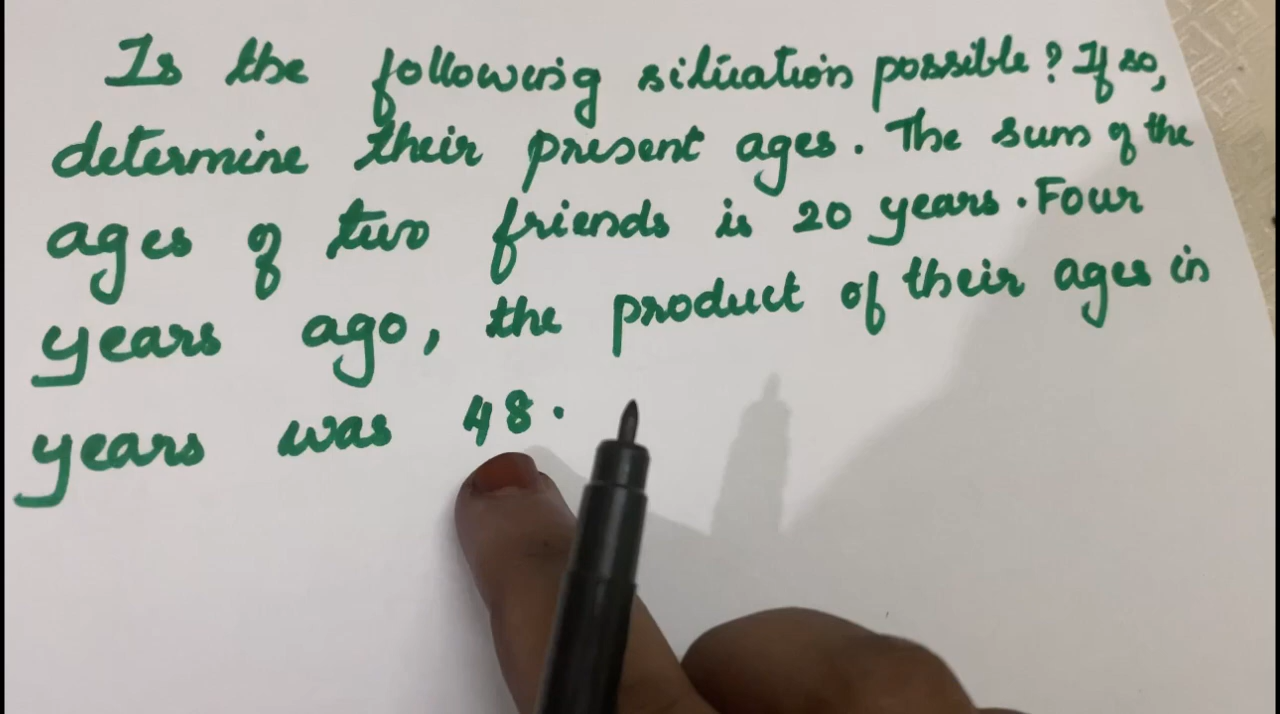 Is the following situation possible? If so,
determine their present ages. The sum of the
ages of two friends is 20 years. Four
years ago, the product of their ages in
years was 48.